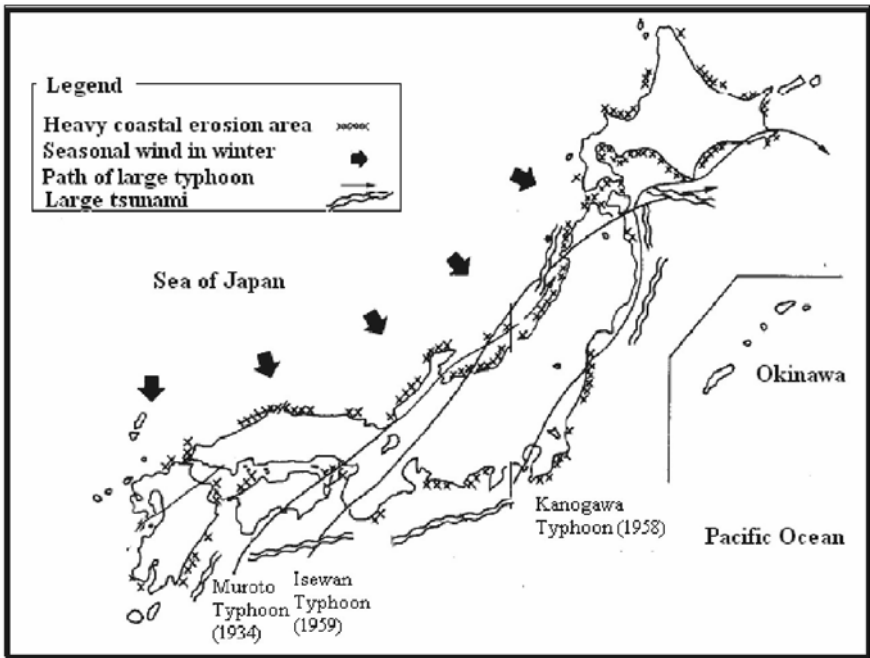 Legend
Heavy coastal erosion area
Seasonal wind in winter
Path of large typhoon
Large tsunami
Sea of Japan
Okinawa
Kanogawa
Typhoon (1958)
Pacific Ocean
Muroto
Typhoon
(1934)
Isewan
Typhoon
(1959)